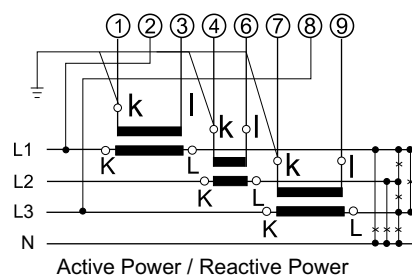 ① ② ③ ④ ⑥ ⑦ ⑧ ⑨
k l
k l
k l
L1 K L
L2 K L
L3 K L
N
Active Power / Reactive Power